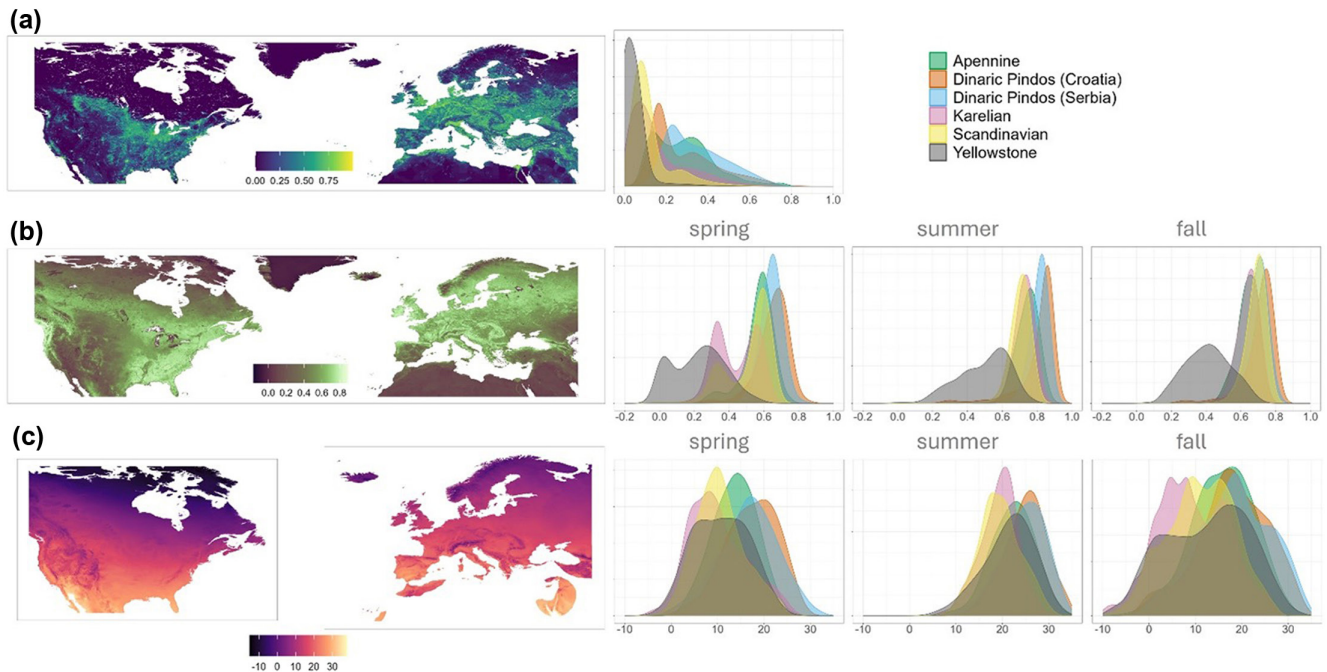 (a)
0.00 0.25 0.50 0.75
0.0 0.2 0.4 0.6 0.8 1.0
Apennine
Dinaric Pindos (Croatia)
Dinaric Pindos (Serbia)
Karelian
Scandinavian
Yellowstone
(b)
spring
summer
fall
0.0 0.2 0.4 0.6 0.8
-0.2 0.0 0.2 0.4 0.6 0.8 1.0
-0.2 0.0 0.2 0.4 0.6 0.8 1.0
-0.2 0.0 0.2 0.4 0.6 0.8 1.0
(c)
spring
summer
fall
-10 0 10 20 30
-10 0 10 20 30
-10 0 10 20 30
-10 0 10 20 30